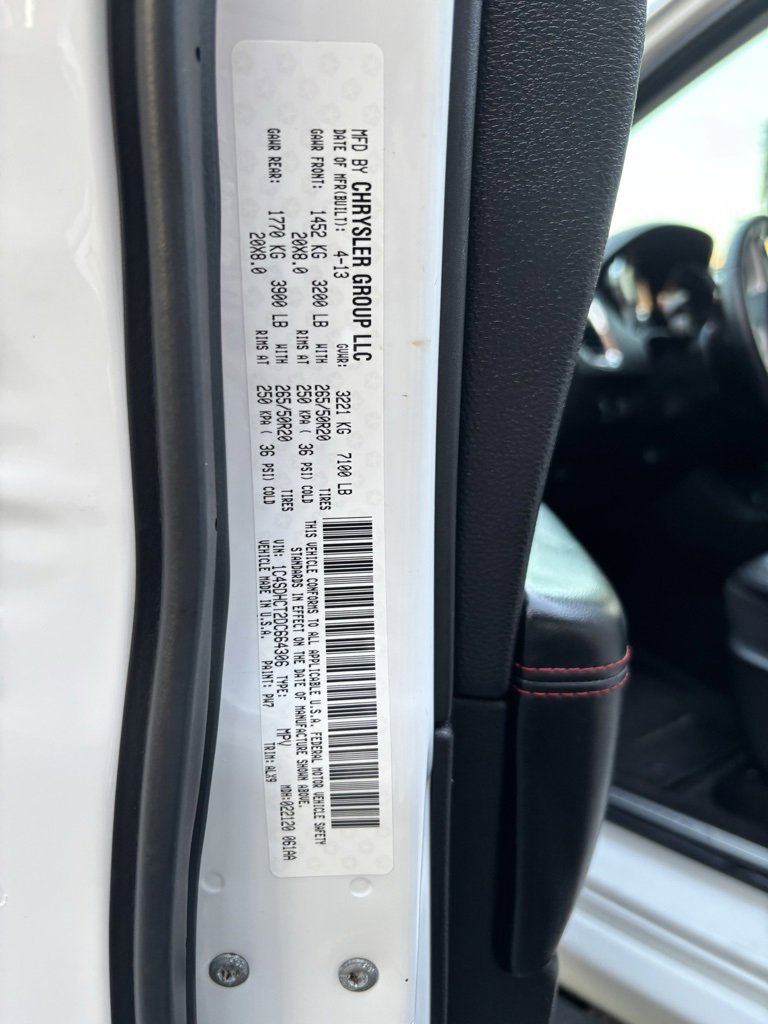 MFD BY CHRYSLER GROUP LLC
DATE OF MFR(BUILT): 4-13 GVWR: 3221 KG 7100 LB
GAWR FRONT: 1452 KG 3200 LB WITH 265/50R20 TIRES
20X8.0 RIMS AT 250 KPA ( 36 PSI) COLD
GAWR REAR: 1770 KG 3900 LB WITH 265/50R20 TIRES
20X8.0 RIMS AT 250 KPA ( 36 PSI) COLD
THIS VEHICLE CONFORMS TO ALL APPLICABLE U.S.A. FEDERAL MOTOR VEHICLE SAFETY
STANDARDS IN EFFECT ON THE DATE OF MANUFACTURE SHOWN ABOVE.
VIN: 1C4SDHCT2DC664306 TYPE: MPV MDH:022120 061AA
VEHICLE MADE IN U.S.A. PAINT: PW7 TRIM:ALX9